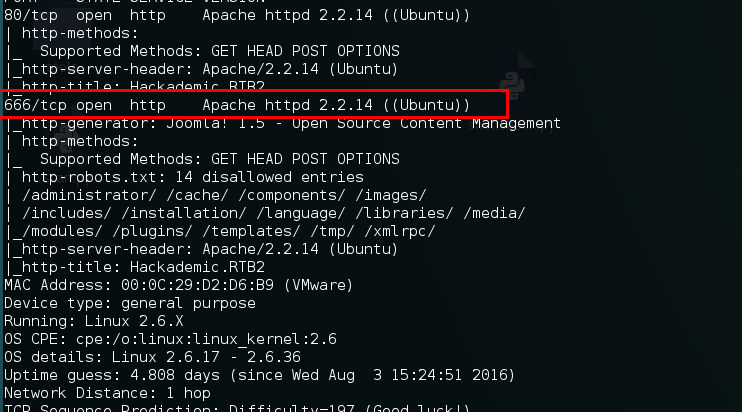 PORT STATE SERVICE VERSION
80/tcp open http Apache httpd 2.2.14 ((Ubuntu))
| http-methods:
|_ Supported Methods: GET HEAD POST OPTIONS
|_http-server-header: Apache/2.2.14 (Ubuntu)
|_http-title: Hackademic.RTB2
666/tcp open http Apache httpd 2.2.14 ((Ubuntu))
|_http-generator: Joomla! 1.5 - Open Source Content Management
| http-methods:
|_ Supported Methods: GET HEAD POST OPTIONS
| http-robots.txt: 14 disallowed entries
| /administrator/ /cache/ /components/ /images/
| /includes/ /installation/ /language/ /libraries/ /media/
|_/modules/ /plugins/ /templates/ /tmp/ /xmlrpc/
|_http-server-header: Apache/2.2.14 (Ubuntu)
|_http-title: Hackademic.RTB2
MAC Address: 00:0C:29:D2:D6:B9 (VMware)
Device type: general purpose
Running: Linux 2.6.X
OS CPE: cpe:/o:linux:linux_kernel:2.6
OS details: Linux 2.6.17 - 2.6.36
Uptime guess: 4.808 days (since Wed Aug  3 15:24:51 2016)
Network Distance: 1 hop
TCP Sequence Prediction: Difficulty=197 (Good luck!)